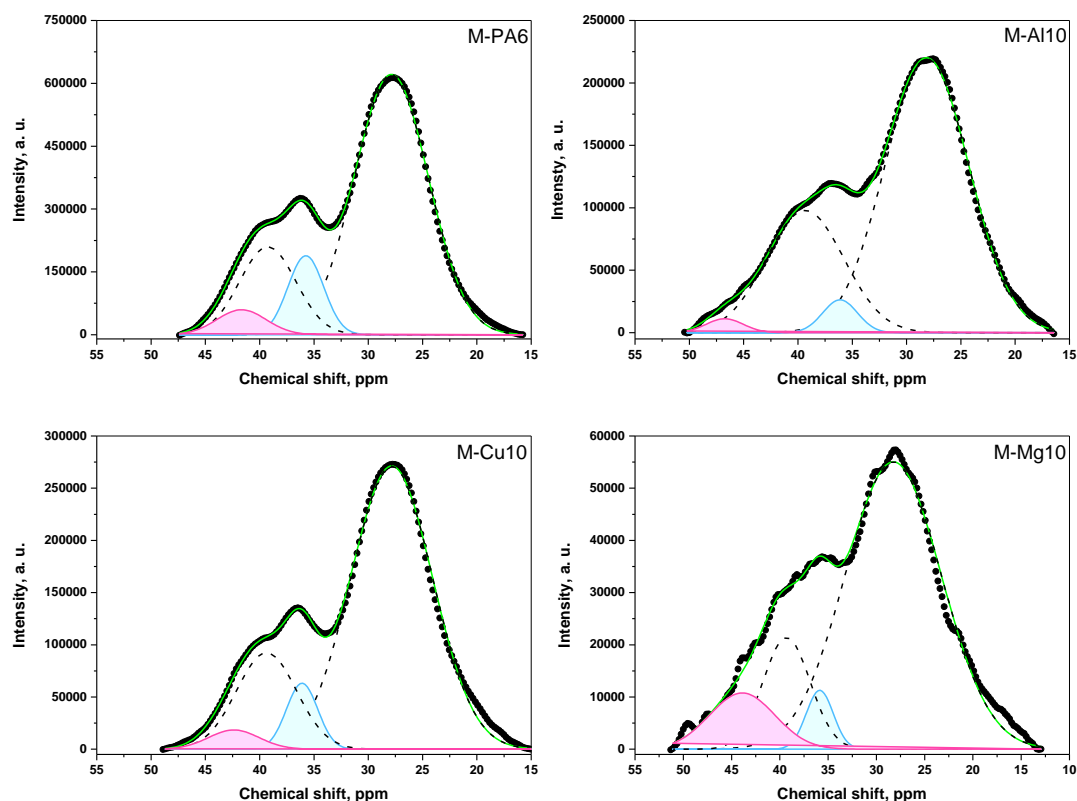 M-PA6
Intensity, a. u.
750000
600000
450000
300000
150000
0
55 50 45 40 35 30 25 20 15
Chemical shift, ppm
M-Al10
Intensity, a. u.
250000
200000
150000
100000
50000
0
55 50 45 40 35 30 25 20 15
Chemical shift, ppm
M-Cu10
Intensity, a. u.
300000
250000
200000
150000
100000
50000
0
55 50 45 40 35 30 25 20 15
Chemical shift, ppm
M-Mg10
Intensity, a. u.
60000
50000
40000
30000
20000
10000
0
55 50 45 40 35 30 25 20 15 10
Chemical shift, ppm